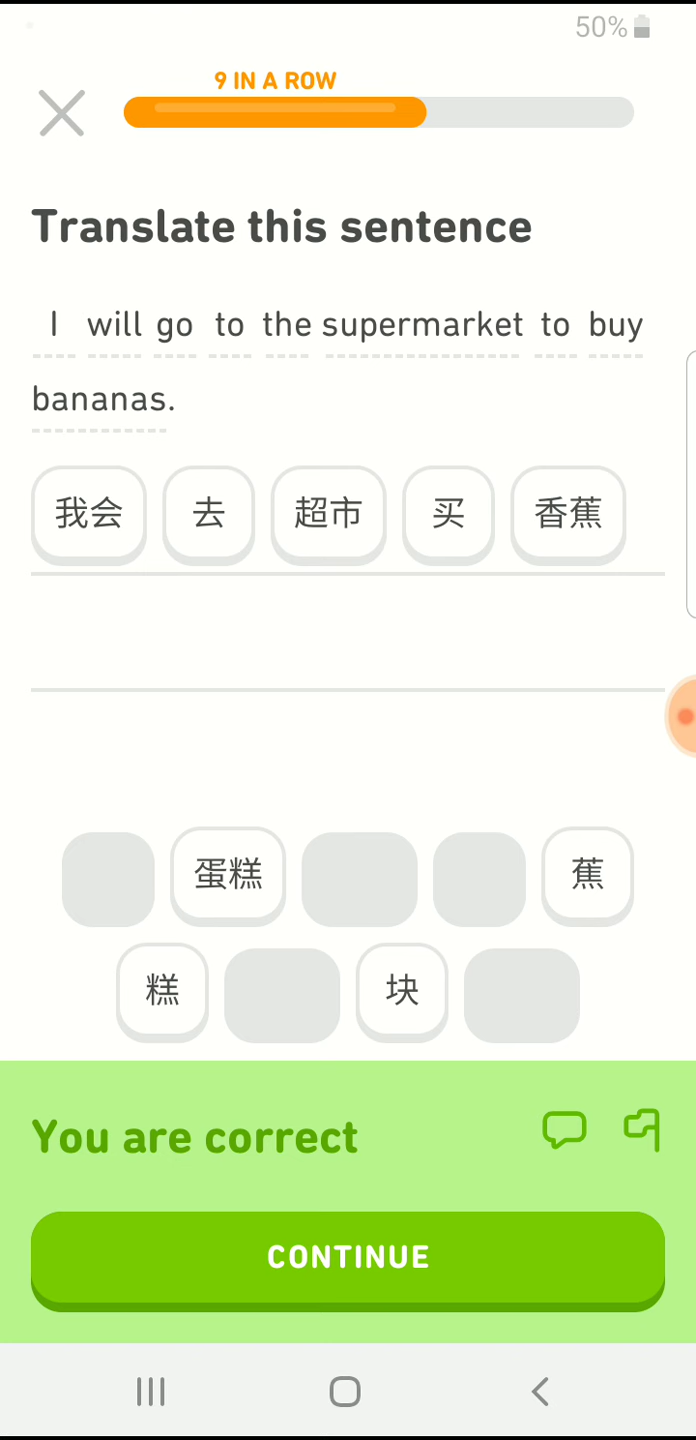 50%
9 IN A ROW
Translate this sentence
I will go to the supermarket to buy
bananas.
我会 去 超市 买 香蕉
蛋糕 蕉
糕 块
You are correct
CONTINUE